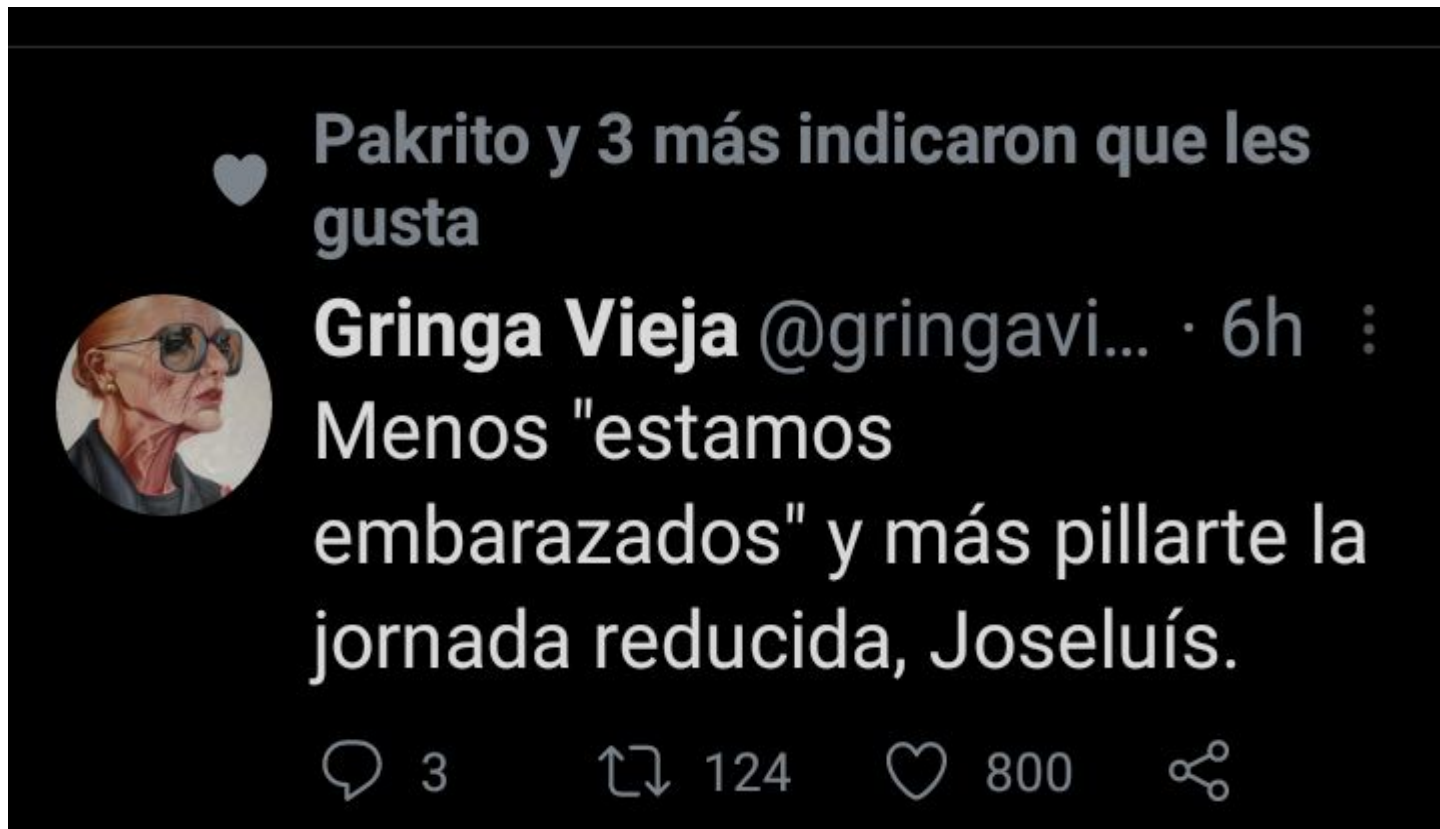 Pakrito y 3 más indicaron que les
gusta
Gringa Vieja @gringavi... · 6h
Menos "estamos
embarazados" y más pillarte la
jornada reducida, Joseluís.
3 124 800